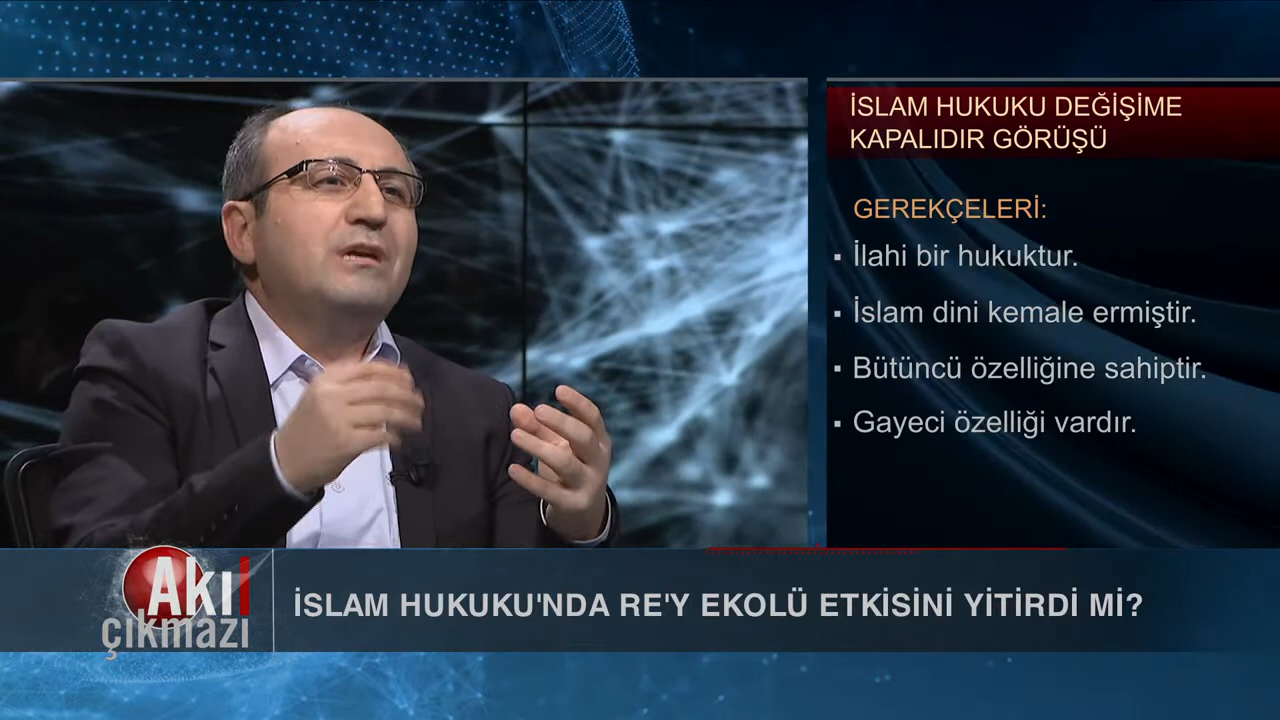 İSLAM HUKUKU DEĞİŞİME
KAPALIDIR GÖRÜŞÜ
GEREKÇELERİ:
▪ İlahi bir hukuktur.
▪ İslam dini kemale ermiştir.
▪ Bütüncü özelliğine sahiptir.
▪ Gayeci özelliği vardır.
Akıl
çıkmazı
İSLAM HUKUKU'NDA RE'Y EKOLÜ ETKİSİNİ YİTİRDİ Mİ?